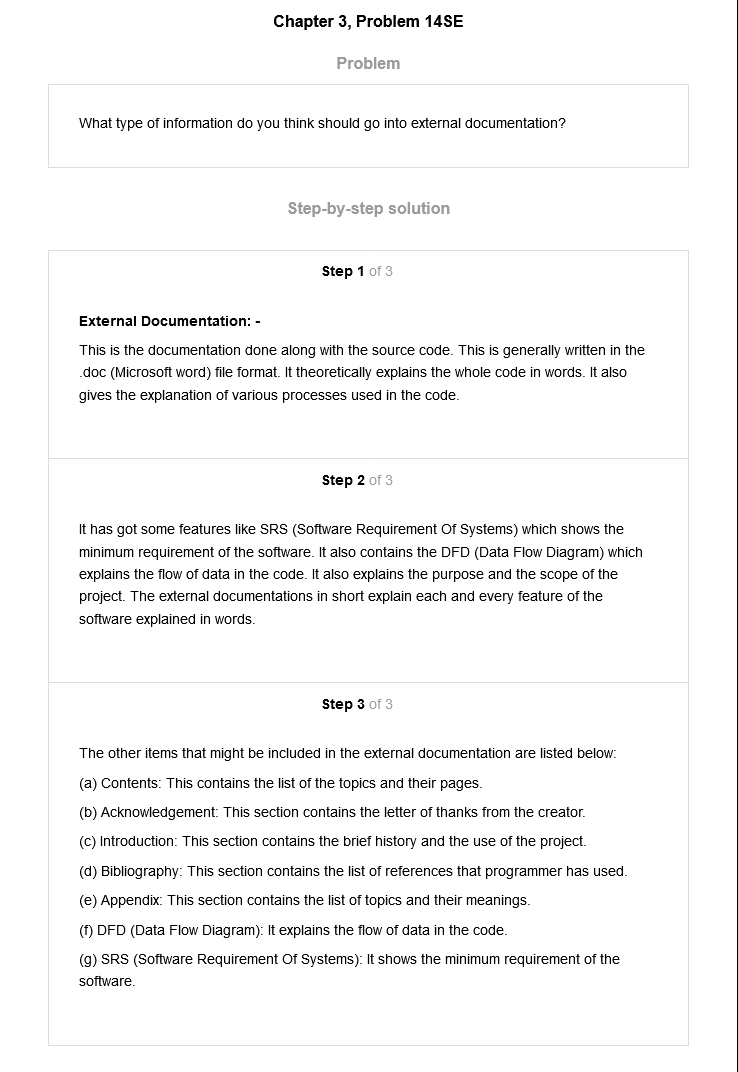 Chapter 3, Problem 14SE
Problem
What type of information do you think should go into external documentation?
Step-by-step solution
Step 1 of 3
External Documentation: -
This is the documentation done along with the source code. This is generally written in the
.doc (Microsoft word) file format. It theoretically explains the whole code in words. It also
gives the explanation of various processes used in the code.
Step 2 of 3
It has got some features like SRS (Software Requirement Of Systems) which shows the
minimum requirement of the software. It also contains the DFD (Data Flow Diagram) which
explains the flow of data in the code. It also explains the purpose and the scope of the
project. The external documentations in short explain each and every feature of the
software explained in words.
Step 3 of 3
The other items that might be included in the external documentation are listed below:
(a) Contents: This contains the list of the topics and their pages.
(b) Acknowledgement: This section contains the letter of thanks from the creator.
(c) Introduction: This section contains the brief history and the use of the project.
(d) Bibliography: This section contains the list of references that programmer has used.
(e) Appendix: This section contains the list of topics and their meanings.
(f) DFD (Data Flow Diagram): It explains the flow of data in the code.
(g) SRS (Software Requirement Of Systems): It shows the minimum requirement of the
software.